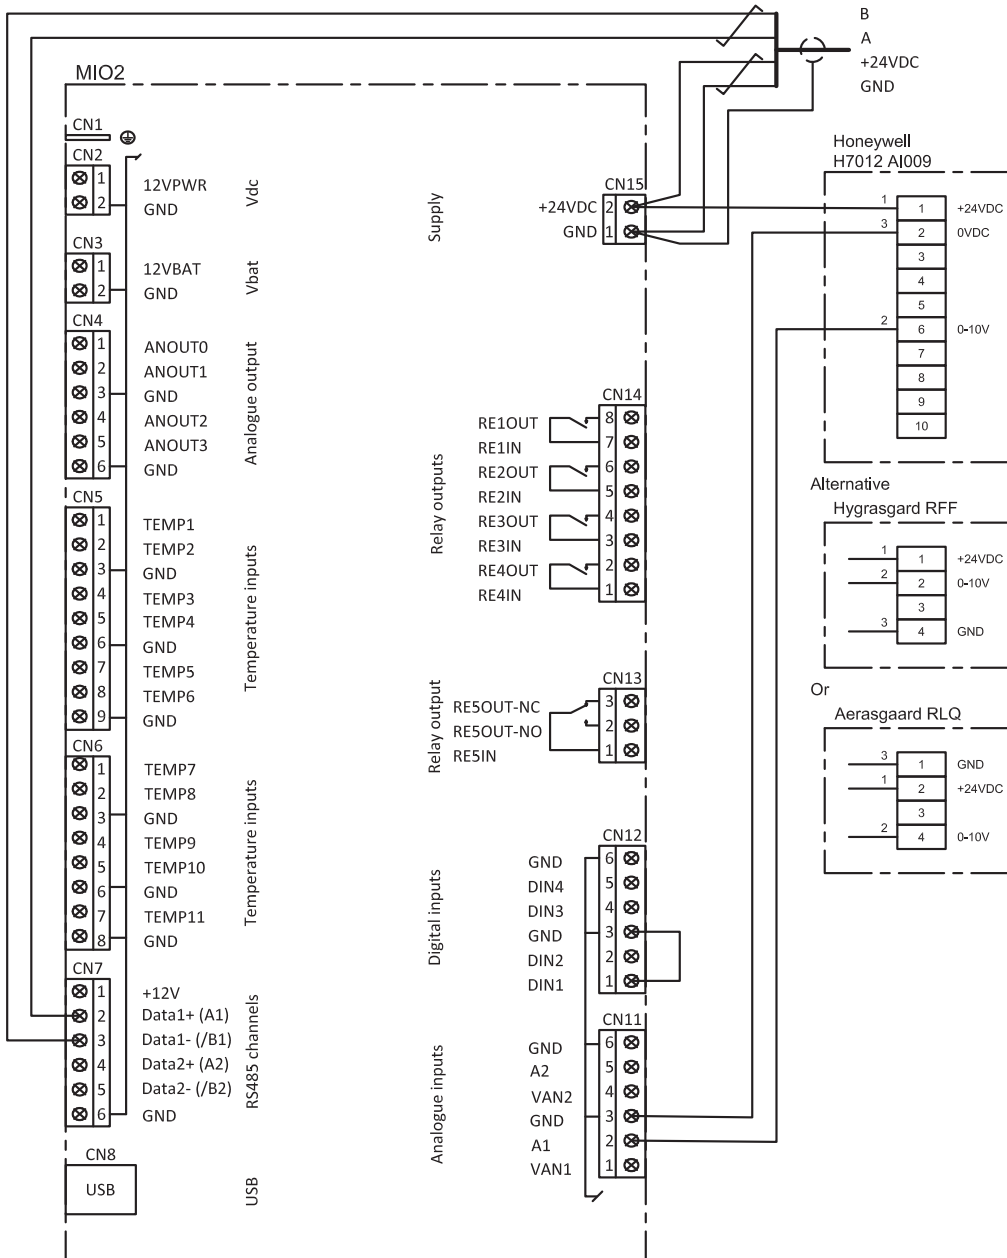 B
A
+24VDC
GND
MIO2
CN1
CN2
1 12VPWR
2 GND
Vdc
CN3
1 12VBAT
2 GND
Vbat
CN4
1 ANOUT0
2 ANOUT1
3 GND
4 ANOUT2
5 ANOUT3
6 GND
Analogue output
CN5
1 TEMP1
2 TEMP2
3 GND
4 TEMP3
5 TEMP4
6 GND
7 TEMP5
8 TEMP6
9 GND
Temperature inputs
CN6
1 TEMP7
2 TEMP8
3 GND
4 TEMP9
5 TEMP10
6 GND
7 TEMP11
8 GND
Temperature inputs
CN7
1 +12V
2 Data1+ (A1)
3 Data1- (/B1)
4 Data2+ (A2)
5 Data2- (/B2)
6 GND
RS485 channels
CN8
USB
USB
Supply
CN15
+24VDC 2
GND 1
Relay outputs
CN14
RE1OUT 8
RE1IN 7
RE2OUT 6
RE2IN 5
RE3OUT 4
RE3IN 3
RE4OUT 2
RE4IN 1
Relay output
CN13
RE5OUT-NC 3
RE5OUT-NO 2
RE5IN 1
Digital inputs
CN12
GND 6
DIN4 5
DIN3 4
GND 3
DIN2 2
DIN1 1
Analogue inputs
CN11
GND 6
A2 5
VAN2 4
GND 3
A1 2
VAN1 1
Honeywell
H7012 AI009
1 1 +24VDC
3 2 0VDC
3
4
5
2 6 0-10V
7
8
9
10
Alternative
Hygrasgard RFF
1 1 +24VDC
2 2 0-10V
3
3 4 GND
Or
Aerasgaard RLQ
3 1 GND
1 2 +24VDC
3
2 4 0-10V